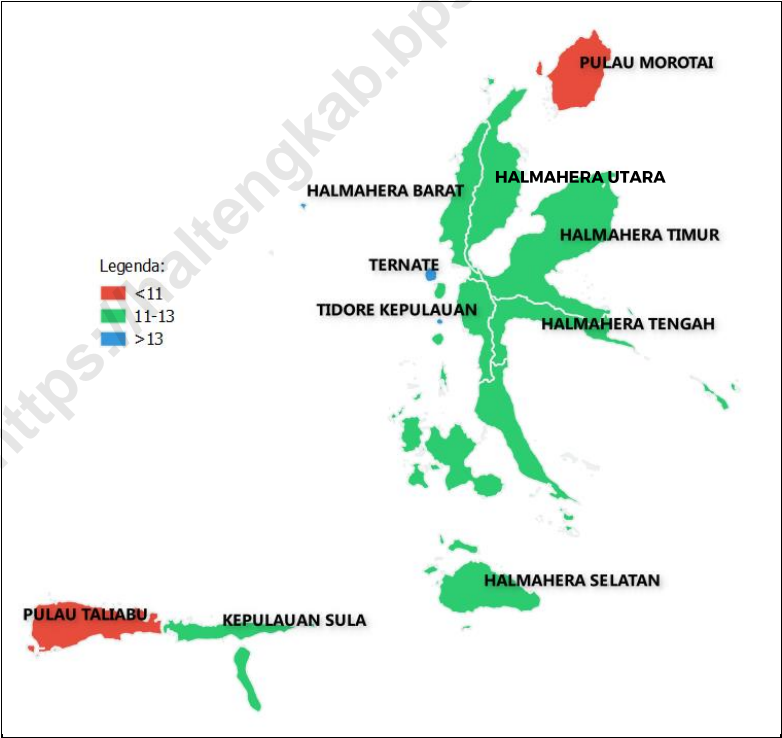 https://haltengkab.bps
PULAU MOROTAI
HALMAHERA UTARA
HALMAHERA BARAT
HALMAHERA TIMUR
TERNATE
Legenda:
<11
11-13
>13
TIDORE KEPULAUAN
HALMAHERA TENGAH
HALMAHERA SELATAN
PULAU TALIABU
KEPULAUAN SULA